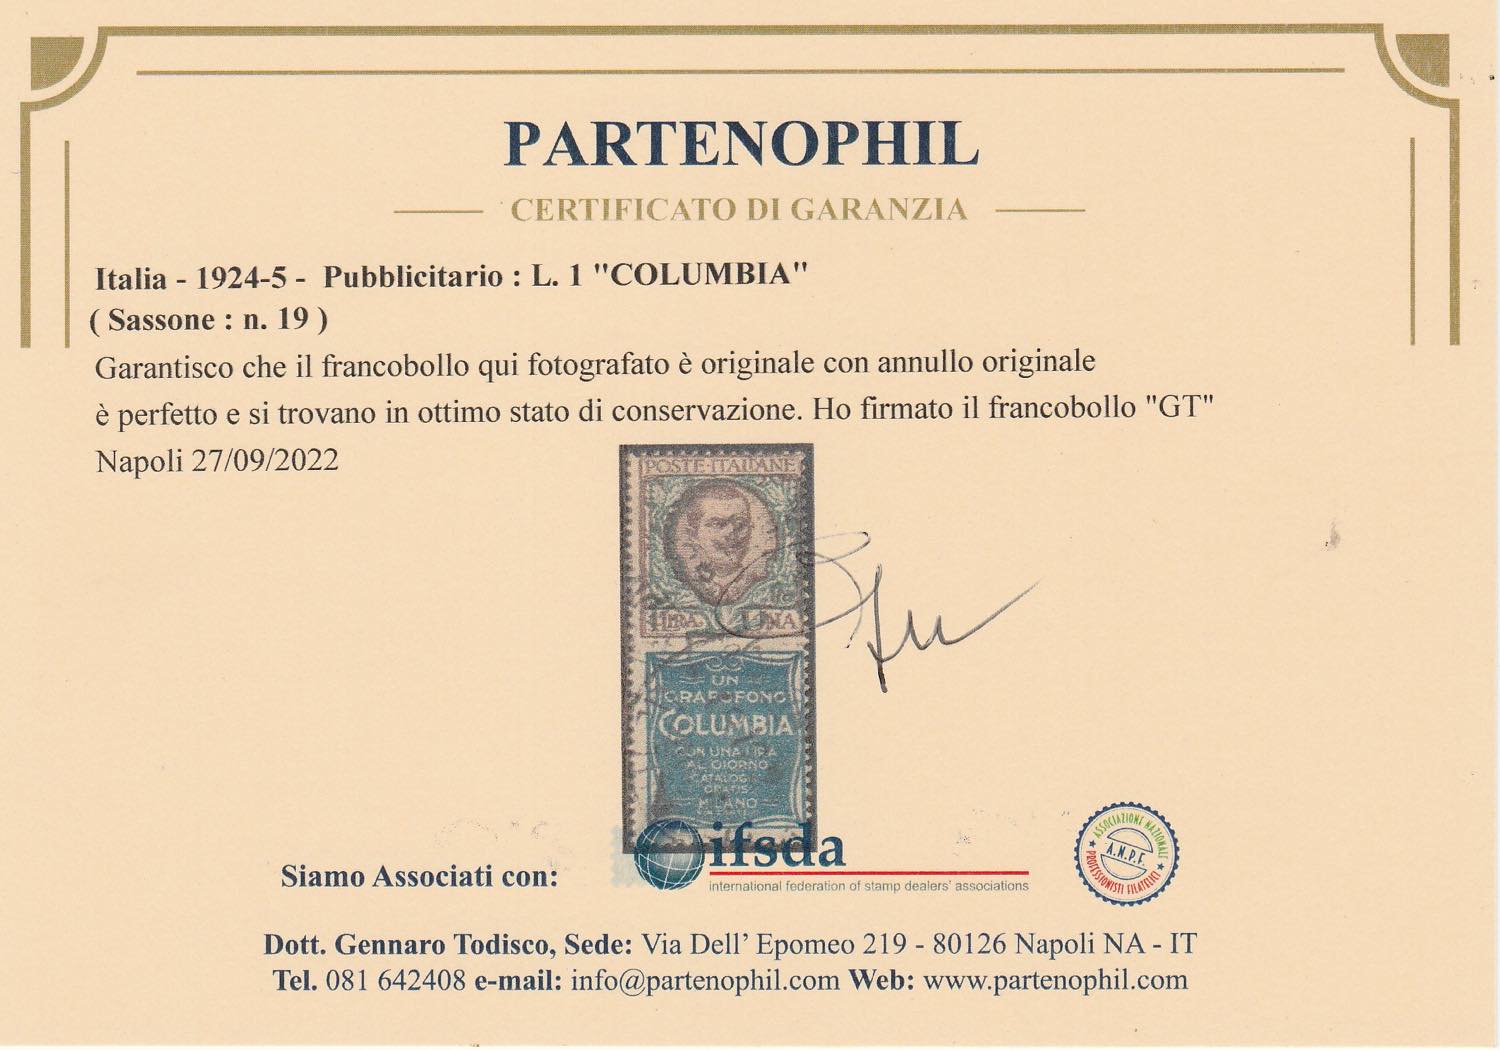 PARTENOPHIL
CERTIFICATO DI GARANZIA
Italia - 1924-5 - Pubblicitario : L. 1 "COLUMBIA"
( Sassone : n. 19 )
Garantisco che il francobollo qui fotografato è originale con annullo originale
è perfetto e si trovano in ottimo stato di conservazione. Ho firmato il francobollo "GT"
Napoli 27/09/2022
POSTE·ITALIANE
LIRA UNA
UN
GRAFOFONO
COLUMBIA
CON UNA LIRA
AL GIORNO
CATALOGO
GRATIS
MILANO
ifsda
international federation of stamp dealers' associations
ASSOCIAZIONE NAZIONALE
A.N.P.F.
PROFESSIONISTI FILATELICI
Siamo Associati con:
Dott. Gennaro Todisco, Sede: Via Dell' Epomeo 219 - 80126 Napoli NA - IT
Tel. 081 642408 e-mail: info@partenophil.com Web: www.partenophil.com